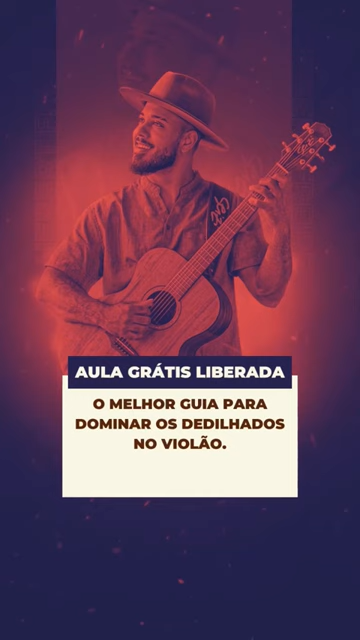 AULA GRÁTIS LIBERADA
O MELHOR GUIA PARA
DOMINAR OS DEDILHADOS
NO VIOLÃO.